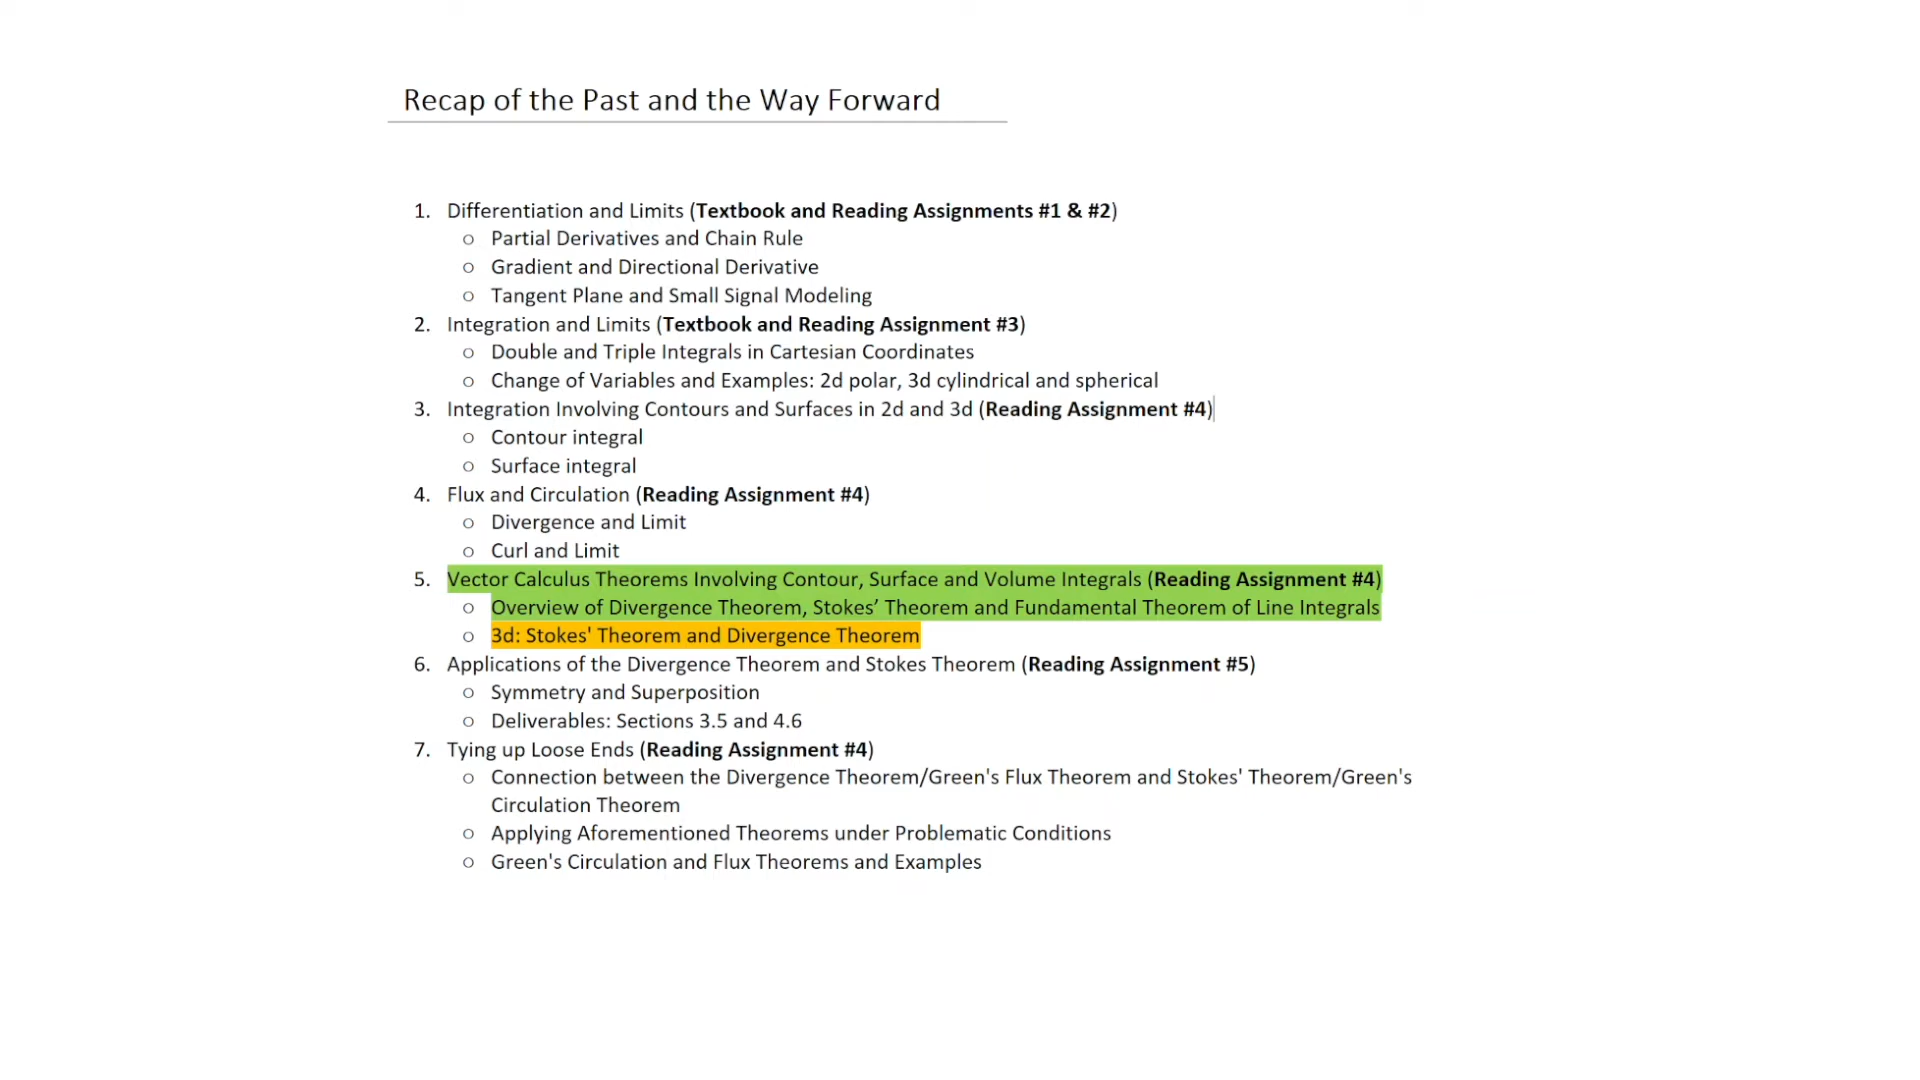 Recap of the Past and the Way Forward
1. Differentiation and Limits (Textbook and Reading Assignments #1 & #2)
○ Partial Derivatives and Chain Rule
○ Gradient and Directional Derivative
○ Tangent Plane and Small Signal Modeling
2. Integration and Limits (Textbook and Reading Assignment #3)
○ Double and Triple Integrals in Cartesian Coordinates
○ Change of Variables and Examples: 2d polar, 3d cylindrical and spherical
3. Integration Involving Contours and Surfaces in 2d and 3d (Reading Assignment #4)
○ Contour integral
○ Surface integral
4. Flux and Circulation (Reading Assignment #4)
○ Divergence and Limit
○ Curl and Limit
5. Vector Calculus Theorems Involving Contour, Surface and Volume Integrals (Reading Assignment #4)
○ Overview of Divergence Theorem, Stokes’ Theorem and Fundamental Theorem of Line Integrals
○ 3d: Stokes' Theorem and Divergence Theorem
6. Applications of the Divergence Theorem and Stokes Theorem (Reading Assignment #5)
○ Symmetry and Superposition
○ Deliverables: Sections 3.5 and 4.6
7. Tying up Loose Ends (Reading Assignment #4)
○ Connection between the Divergence Theorem/Green's Flux Theorem and Stokes' Theorem/Green's
Circulation Theorem
○ Applying Aforementioned Theorems under Problematic Conditions
○ Green's Circulation and Flux Theorems and Examples